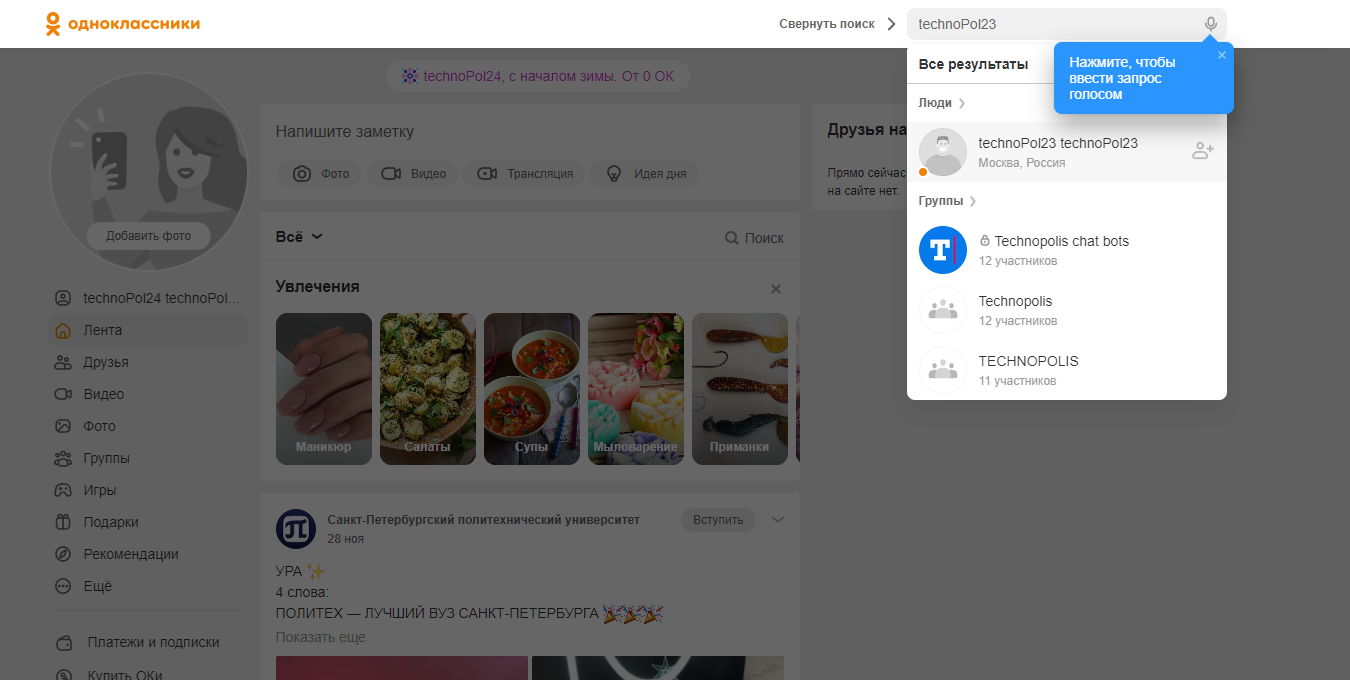 одноклассники
Свернуть поиск
technoPol23
Все результаты
Нажмите, чтобы
ввести запрос
голосом
Люди
technoPol23 technoPol23
Москва, Россия
Группы
Technopolis chat bots
12 участников
Technopolis
12 участников
TECHNOPOLIS
11 участников
technoPol24, с началом зимы. От 0 ОК
Добавить фото
technoPol24 technoPol...
Лента
Друзья
Видео
Фото
Группы
Игры
Подарки
Рекомендации
Ещё
Платежи и подписки
Купить ОКи
Напишите заметку
Фото
Видео
Трансляция
Идея дня
Всё
Поиск
Увлечения
Маникюр
Салаты
Супы
Мыловарение
Приманки
Санкт-Петербургский политехнический университет
28 ноя
Вступить
УРА ✨
4 слова:
ПОЛИТЕХ — ЛУЧШИЙ ВУЗ САНКТ-ПЕТЕРБУРГА 🎉🎉🎉
Показать еще
Друзья на
Прямо сейчас
на сайте нет.